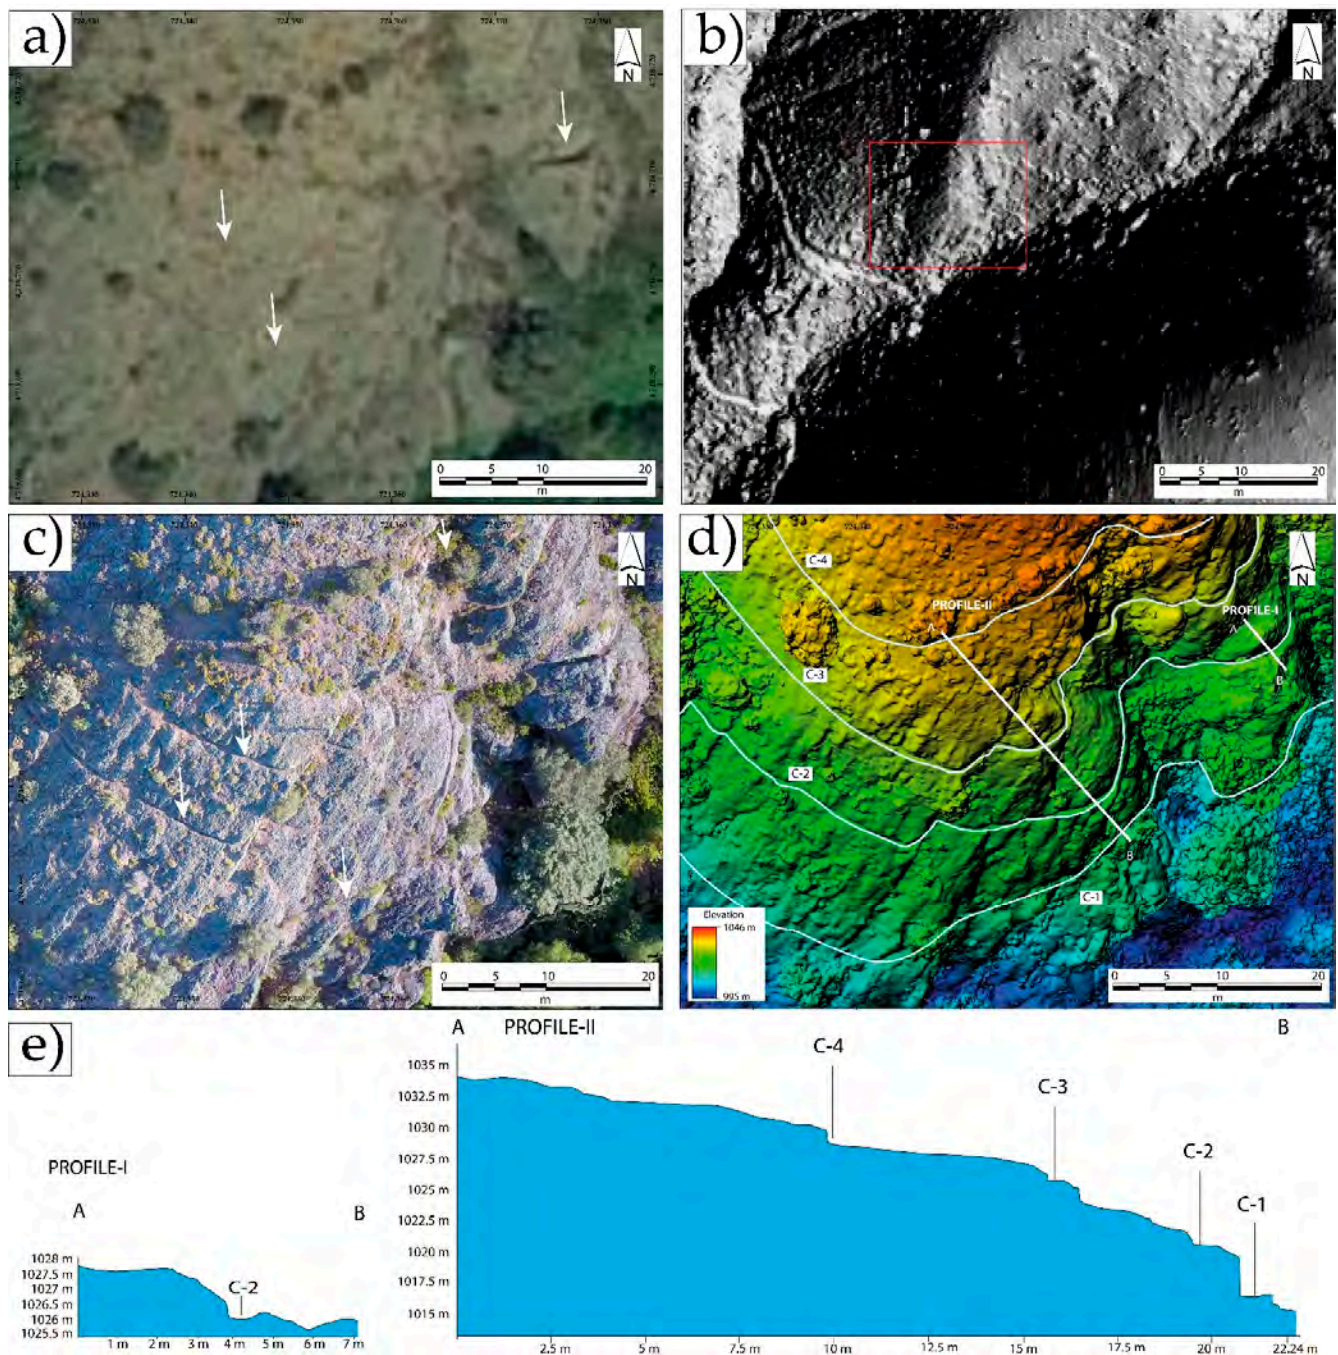 a)
N
0 5 10 20
m
b)
N
0 5 10 20
m
c)
N
0 5 10 20
m
d)
N
C-4
PROFILE-II
PROFILE-I
A
A
C-3
B
C-2
B
C-1
Elevation
1046 m
995 m
0 5 10 20
m
e)
A PROFILE-II B
C-4
1035 m
C-3
1032.5 m
1030 m
C-2
1027.5 m
PROFILE-I
1025 m
C-1
A B
1022.5 m
1020 m
1028 m
1027.5 m
1027 m
C-2
1017.5 m
1026.5 m
1026 m
1015 m
1025.5 m
1 m 2 m 3 m 4 m 5 m 6 m 7 m
2.5 m 5 m 7.5 m 10 m 12.5 m 15 m 17.5 m 20 m 22.24 m